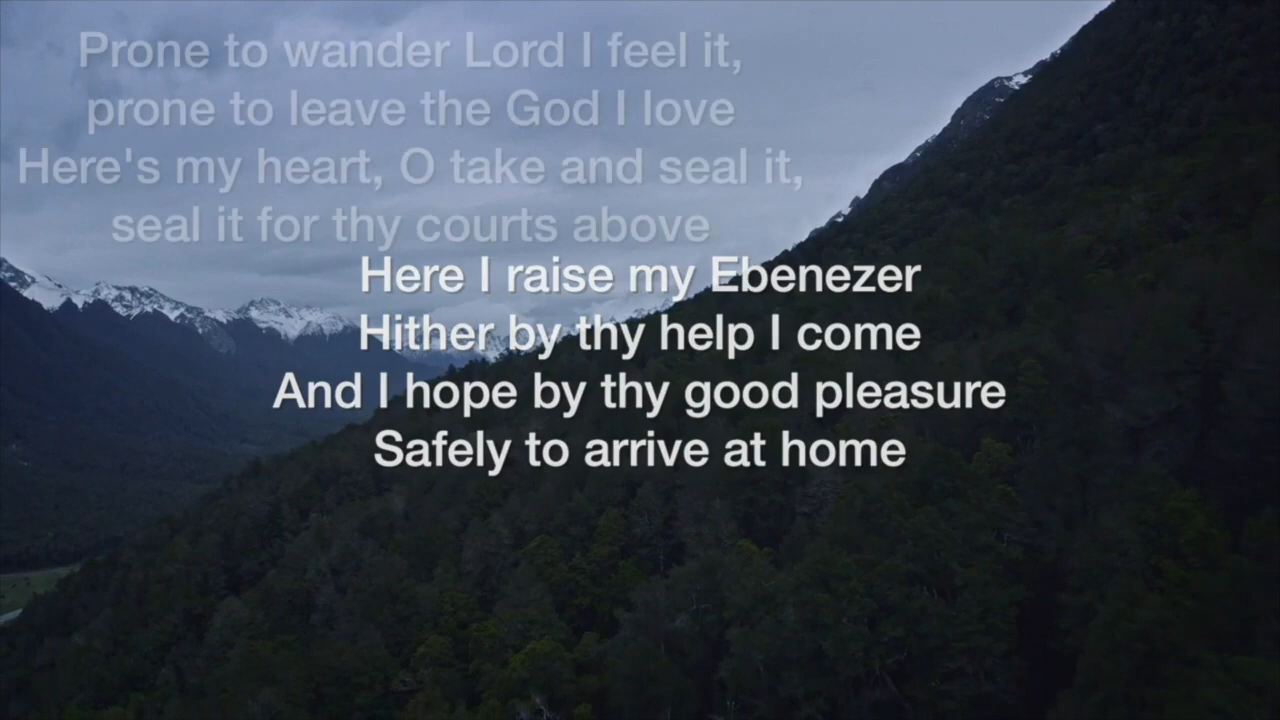 Prone to wander Lord I feel it,
prone to leave the God I love
Here's my heart, O take and seal it,
seal it for thy courts above
Here I raise my Ebenezer
Hither by thy help I come
And I hope by thy good pleasure
Safely to arrive at home